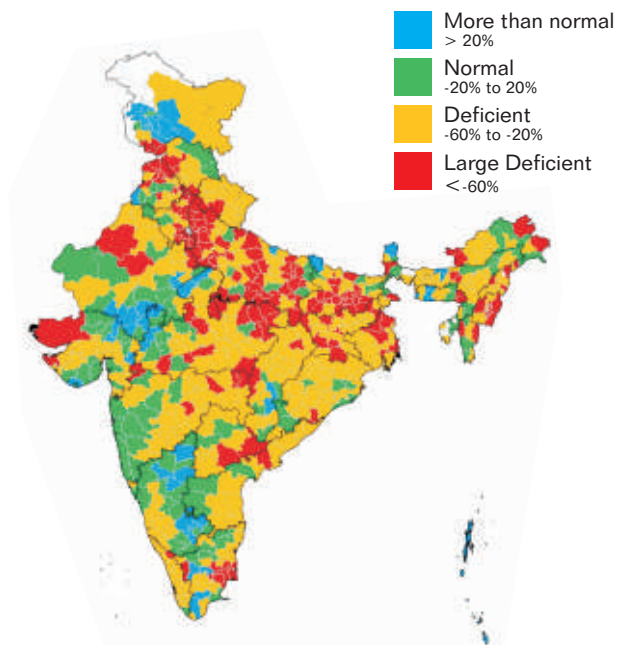 More than normal
> 20%
Normal
-20% to 20%
Deficient
-60% to -20%
Large Deficient
<-60%